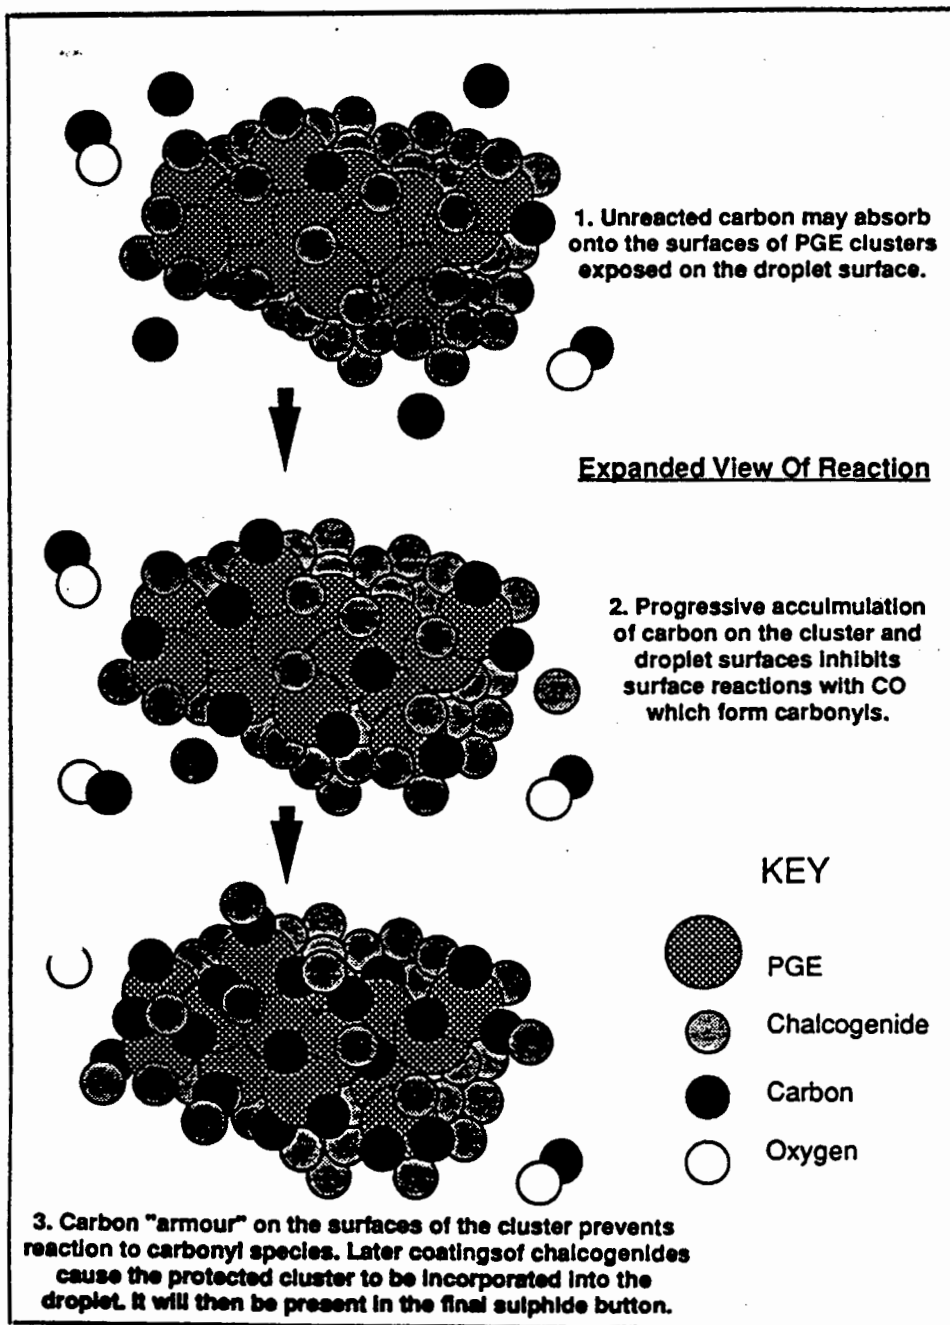 1. Unreacted carbon may absorb
onto the surfaces of PGE clusters
exposed on the droplet surface.
Expanded View Of Reaction
2. Progressive accuimulation
of carbon on the cluster and
droplet surfaces inhibits
surface reactions with CO
which form carbonyls.
KEY
PGE
Chalcogenide
Carbon
Oxygen
3. Carbon "armour" on the surfaces of the cluster prevents
reaction to carbonyl species. Later coatingsof chalcogenides
cause the protected cluster to be incorporated into the
droplet. It will then be present in the final sulphide button.